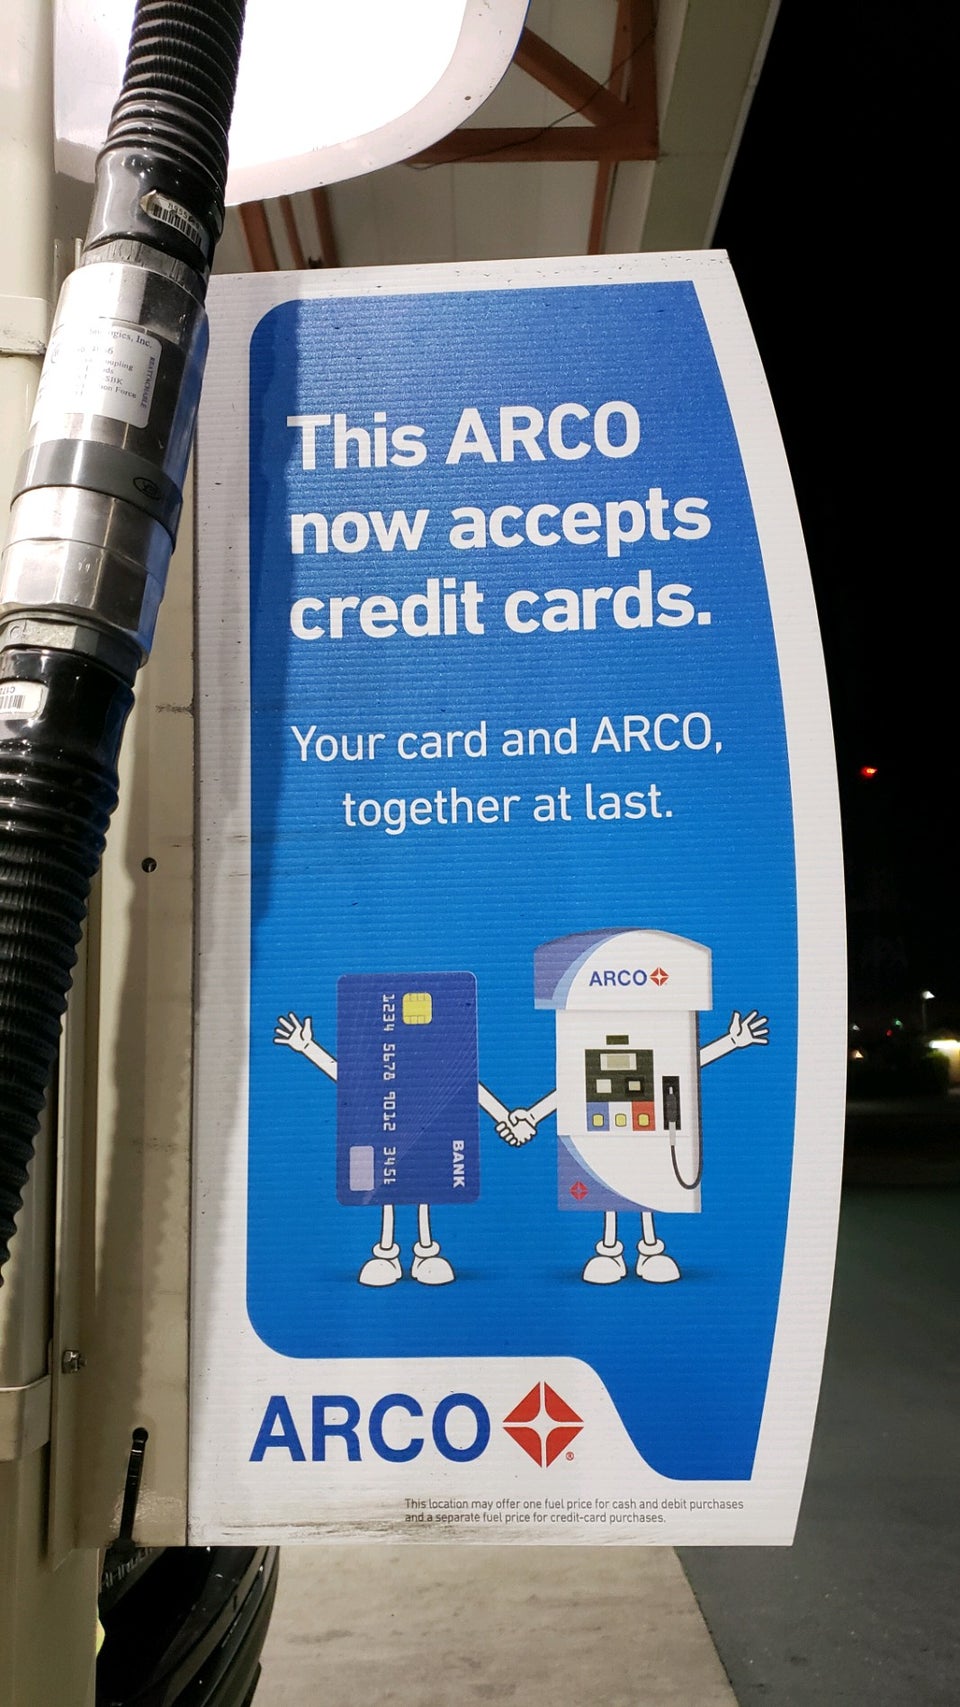 This ARCO
now accepts
credit cards.
Your card and ARCO,
together at last.
ARCO
1234 5678 9012 345
BANK
ARCO
This location may offer one fuel price for cash and debit purchases
and a separate fuel price for credit-card purchases.
Inc.